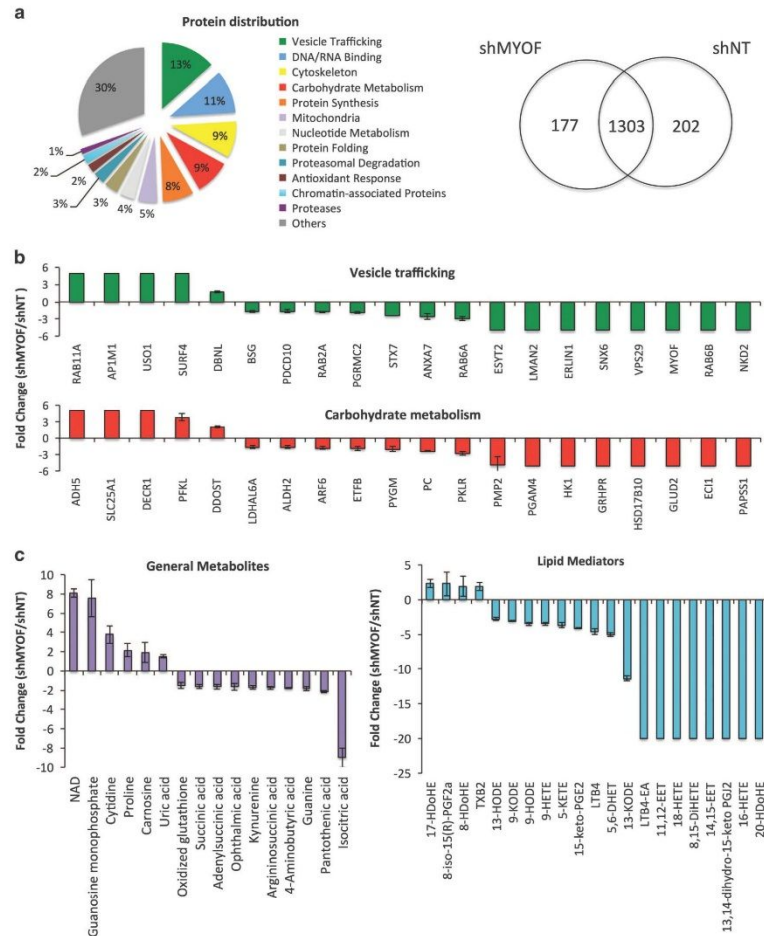 a
Protein distribution
13%
11%
9%
9%
8%
5%
4%
3%
3%
2%
2%
1%
30%
Vesicle Trafficking
DNA/RNA Binding
Cytoskeleton
Carbohydrate Metabolism
Protein Synthesis
Mitochondria
Nucleotide Metabolism
Protein Folding
Proteasomal Degradation
Antioxidant Response
Chromatin-associated Proteins
Proteases
Others
shMYOF
shNT
177
1303
202
b
Fold Change (shMYOF/shNT )
Vesicle trafficking
6
3
0
-3
-6
RAB11A
AP1M1
USO1
SURF4
DBNL
BSG
PDCD10
RAB2A
PGRMC2
STX7
ANXA7
RAB6A
ESYT2
LMAN2
ERLIN1
SNX6
VPS29
MYOF
RAB6B
NKD2
Carbohydrate metabolism
6
3
0
-3
-6
ADH5
SLC25A1
DECR1
PFKL
DDOST
LDHAL6A
ALDH2
ARF6
ETFB
PYGM
PC
PKLR
PMP2
PGAM4
HK1
GRHPR
HSD17B10
GLUD2
ECI1
PAPSS1
c
General Metabolites
Fold Change (shMYOF/shNT)
10
8
6
4
2
0
-2
-4
-6
-8
-10
NAD
Guanosine monophosphate
Cytidine
Proline
Carnosine
Uric acid
Oxidized glutathione
Succinic acid
Adenylsuccinic acid
Ophthalmic acid
Kynurenine
Argininosuccinic acid
4-Aminobutyric acid
Guanine
Pantothenic acid
Isocitric acid
Lipid Mediators
Fold Change (shMYOF/shNT)
5
0
-5
-10
-15
-20
-25
17-HDoHE
8-iso-15(R)-PGF2a
8-HDoHE
TXB2
13-HODE
9-KODE
9-HODE
9-HETE
5-KETE
15-keto-PGE2
LTB4
5,6-DHET
13-KODE
LTB4-EA
11,12-EET
18-HETE
8,15-DiHETE
14,15-EET
13,14-dihydro-15-keto PGJ2
16-HETE
20-HDoHE